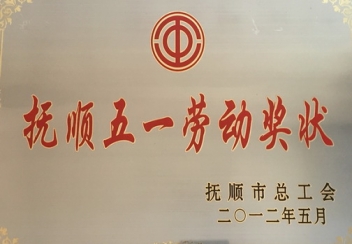 抚顺五一劳动奖状
抚顺市总工会
二〇一二年五月